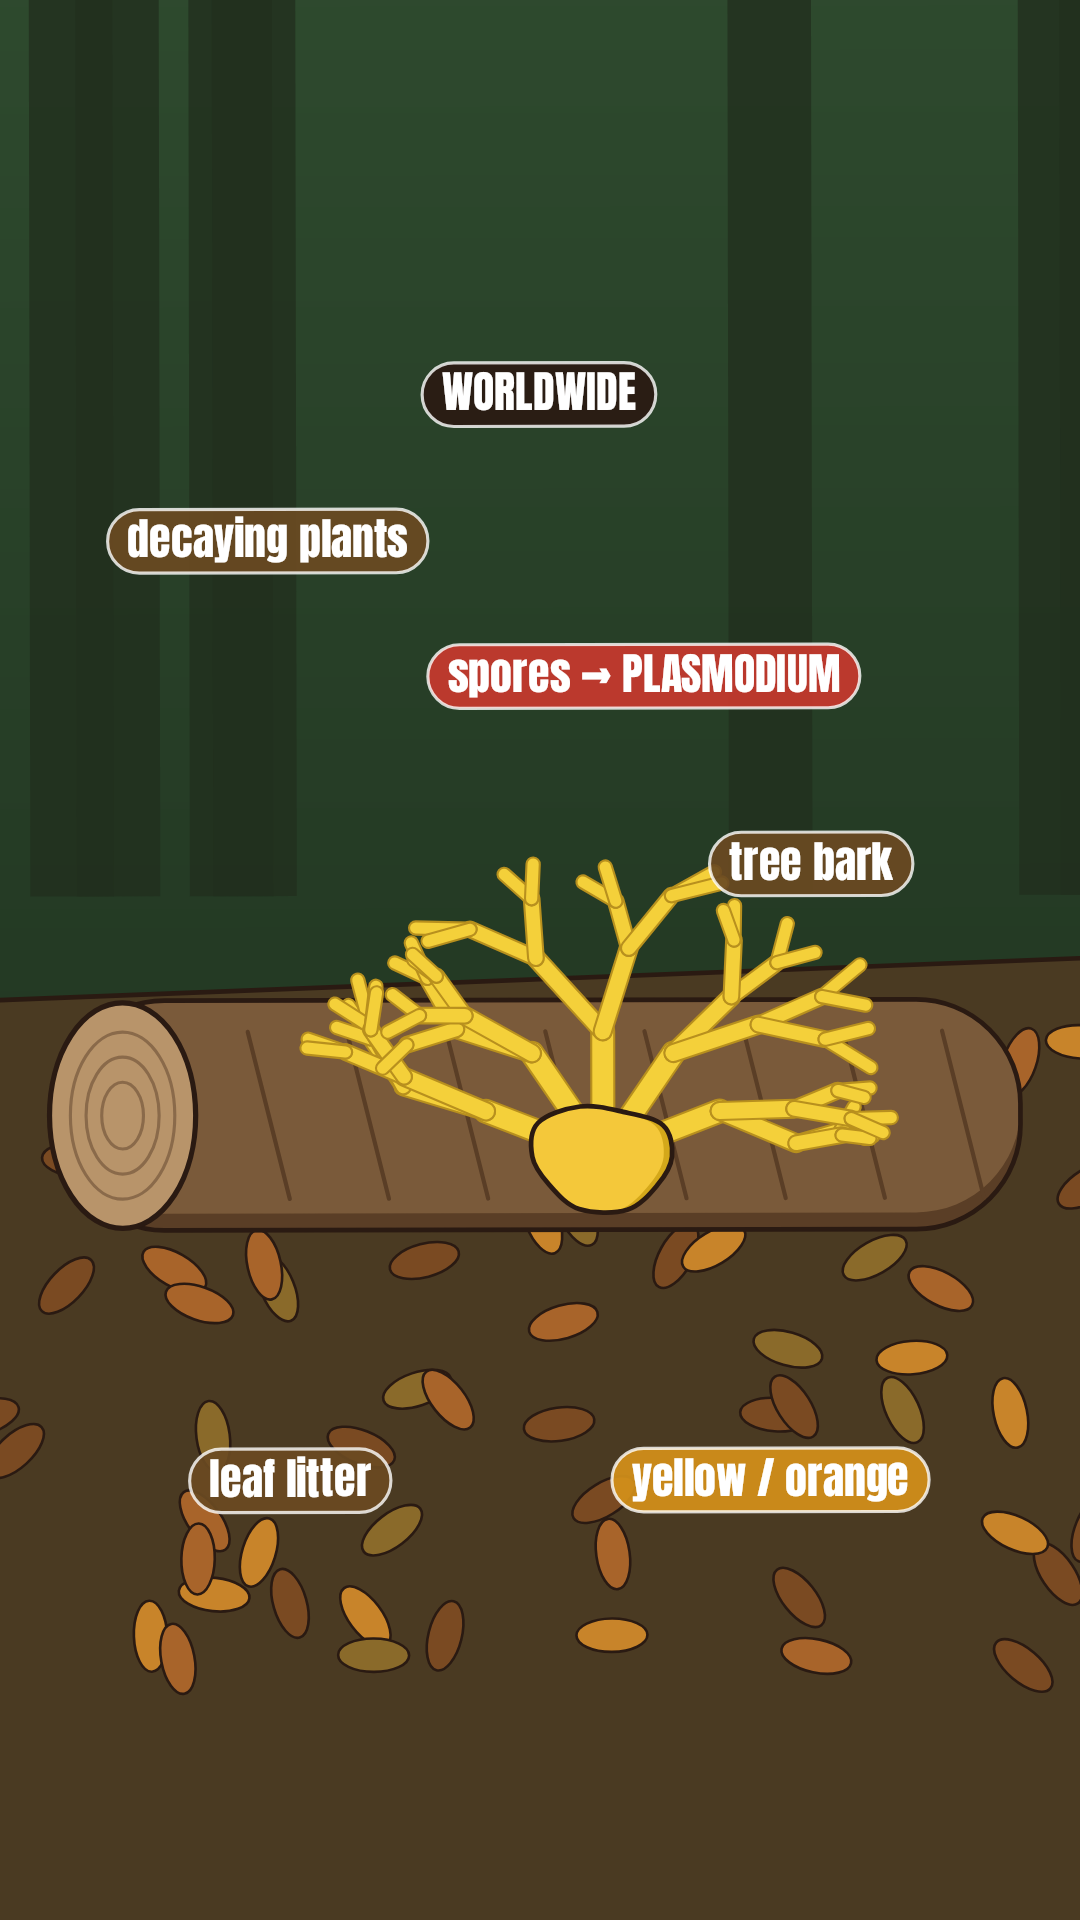 WORLDWIDE
decaying plants
spores → PLASMODIUM
tree bark
leaf litter
yellow / orange